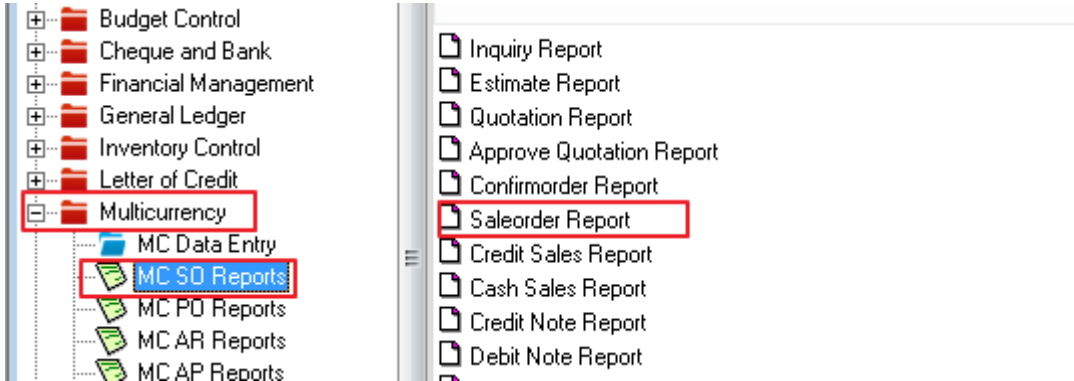 Budget Control
Cheque and Bank
Financial Management
General Ledger
Inventory Control
Letter of Credit
Multicurrency
MC Data Entry
MC SO Reports
MC PO Reports
MC AR Reports
MC AP Reports
Inquiry Report
Estimate Report
Quotation Report
Approve Quotation Report
Confirmorder Report
Saleorder Report
Credit Sales Report
Cash Sales Report
Credit Note Report
Debit Note Report